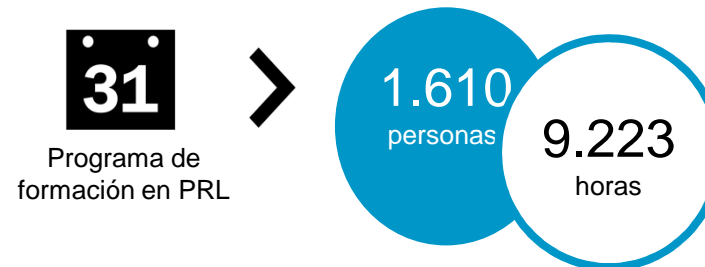 31
Programa de
formación en PRL
1.610
personas
9.223
horas